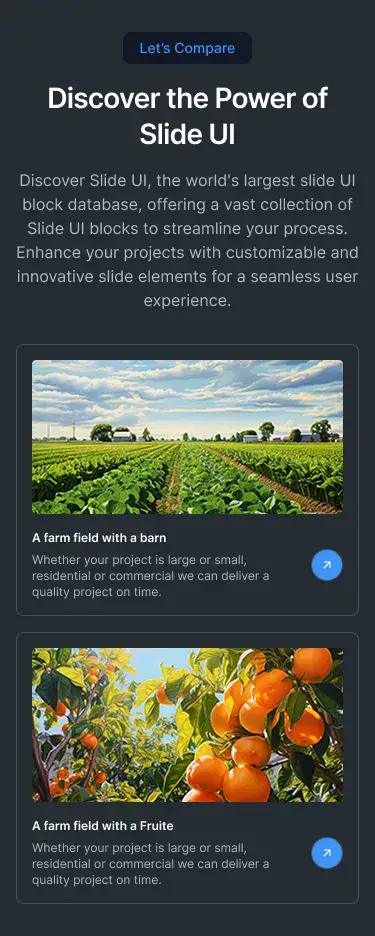 Let's Compare
Discover the Power of
Slide UI
Discover Slide UI, the world's largest slide UI
block database, offering a vast collection of
Slide UI blocks to streamline your process.
Enhance your projects with customizable and
innovative slide elements for a seamless user
experience.
A farm field with a barn
Whether your project is large or small,
residential or commercial we can deliver a
quality project on time.
A farm field with a Fruite
Whether your project is large or small,
residential or commercial we can deliver a
quality project on time.